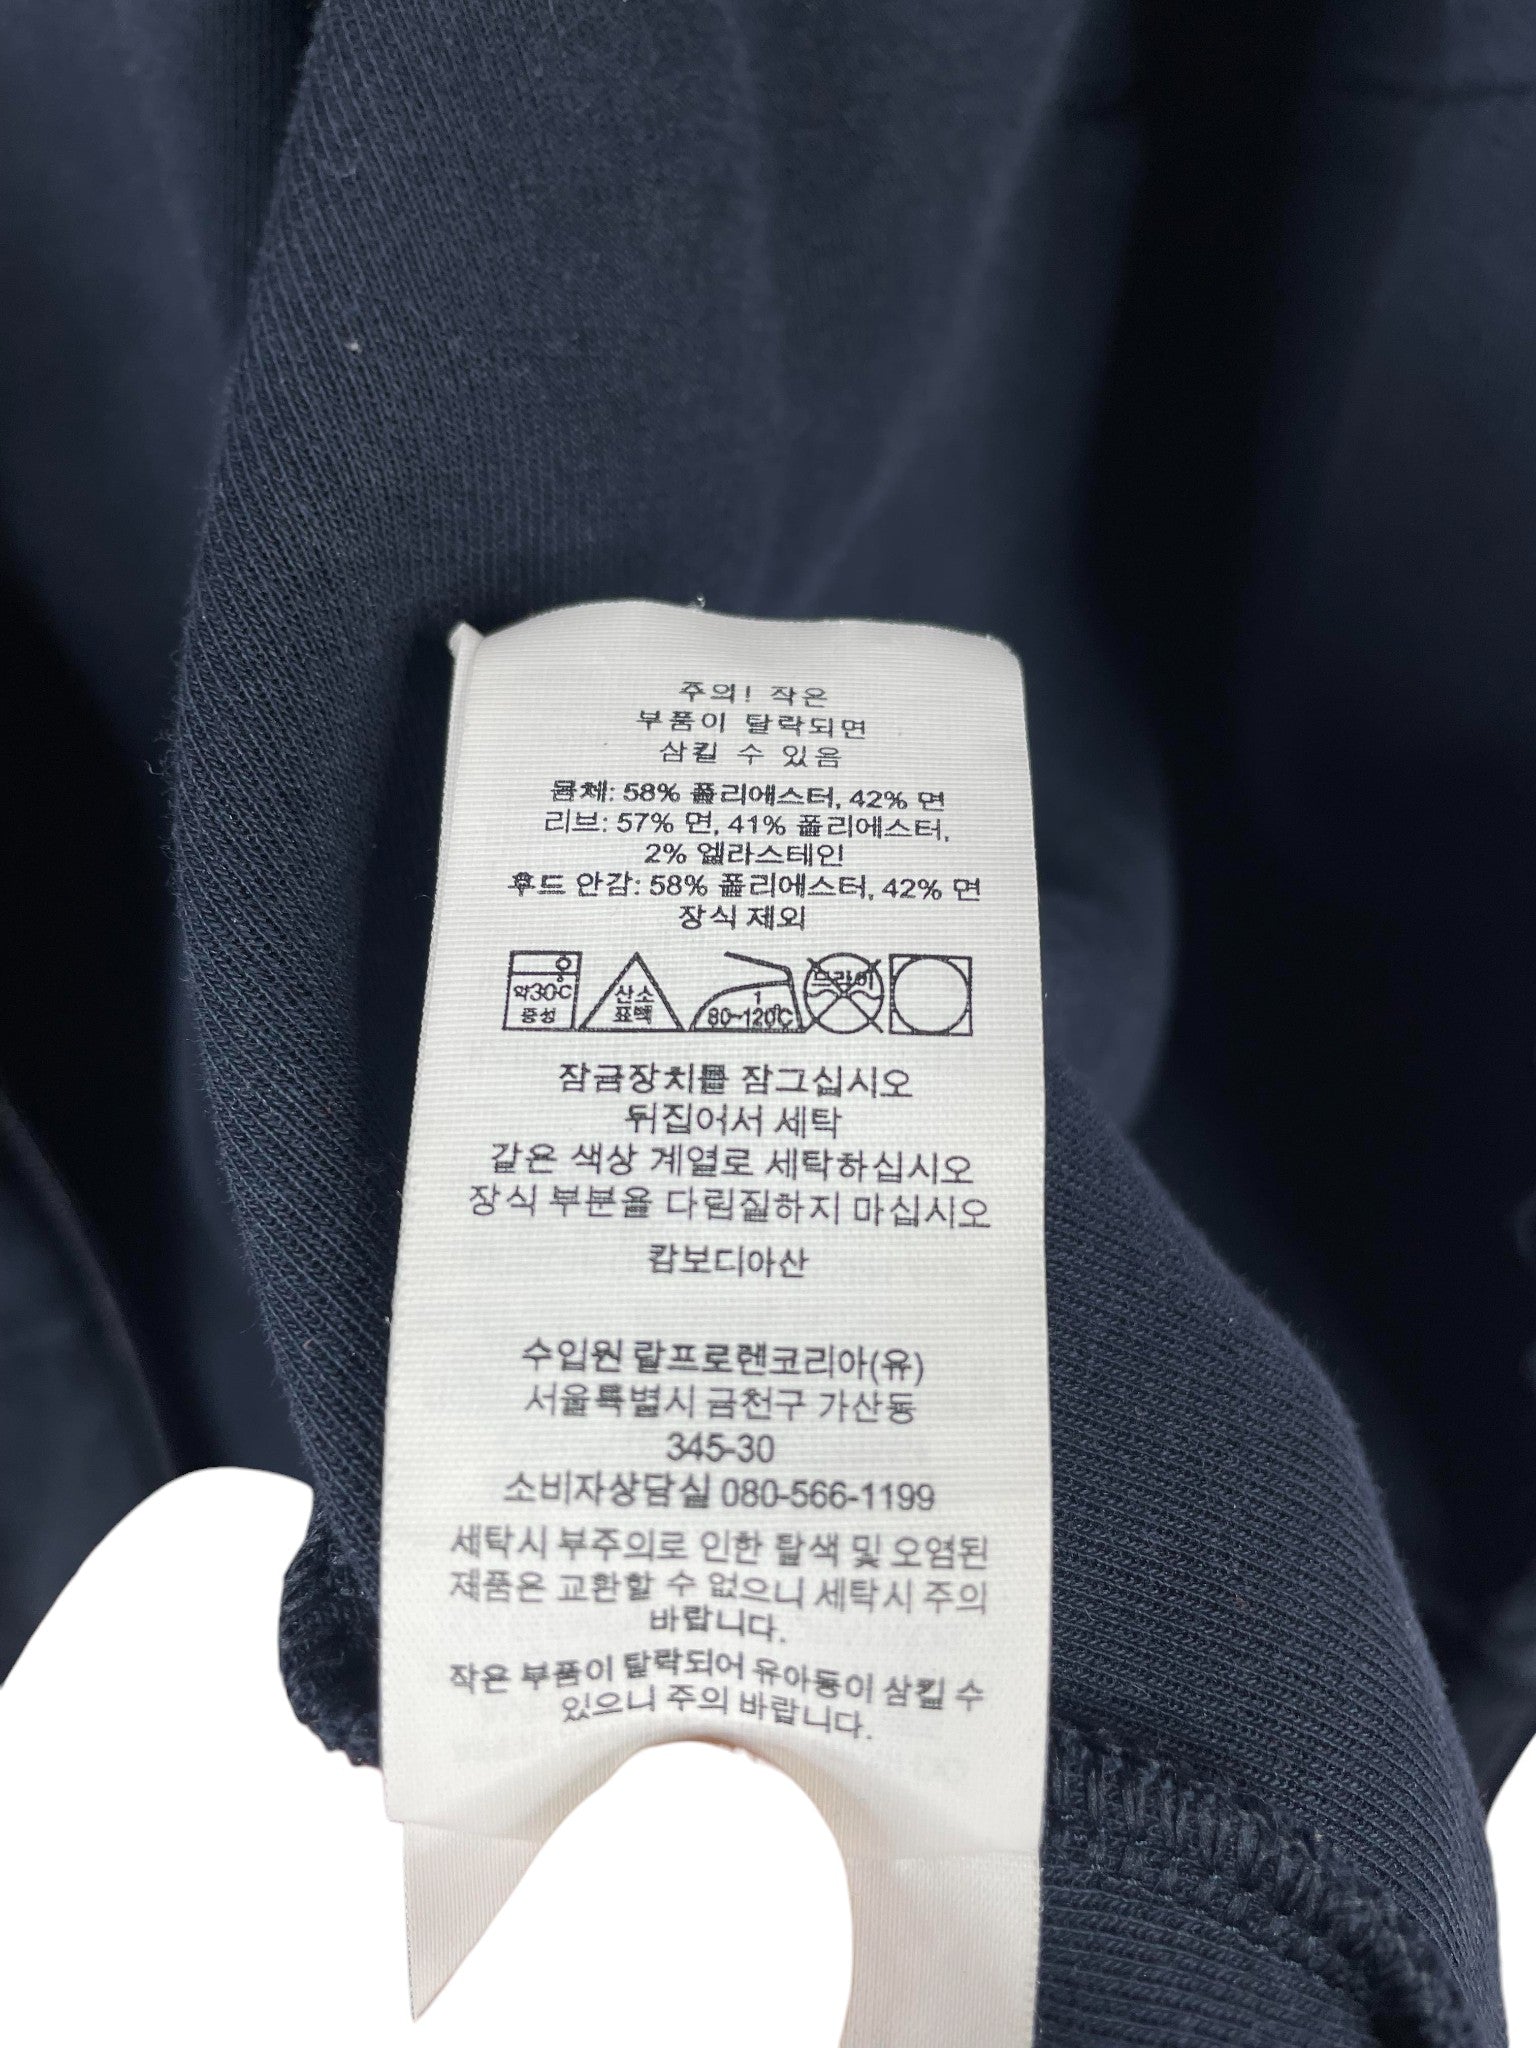 주의! 작은
부품이 탈락되면
삼킬 수 있음
몸체: 58% 폴리에스터, 42% 면
리브: 57% 면, 41% 폴리에스터,
2% 엘라스테인
후드 안감: 58% 폴리에스터, 42% 면
장식 제외
약30°C
중성
산소
표백
1
80~120°C
드라이
잠금장치를 잠그십시오
뒤집어서 세탁
같은 색상 계열로 세탁하십시오
장식 부분을 다림질하지 마십시오
캄보디아산
수입원 랄프로렌코리아(유)
서울특별시 금천구 가산동
345-30
소비자상담실 080-566-1199
세탁시 부주의로 인한 탈색 및 오염된
제품은 교환할 수 없으니 세탁시 주의
바랍니다.
작은 부품이 탈락되어 유아동이 삼킬 수
있으니 주의 바랍니다.